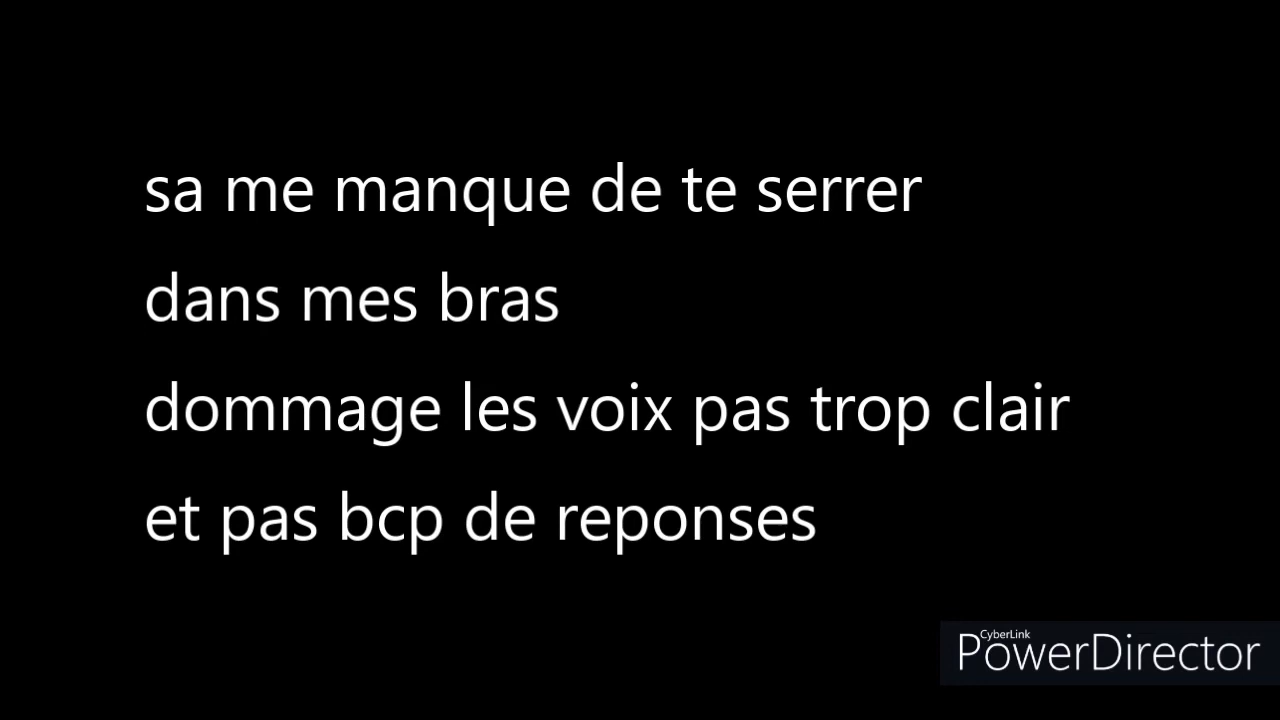 sa me manque de te serrer
dans mes bras
dommage les voix pas trop clair
et pas bcp de reponses
CyberLink
PowerDirector